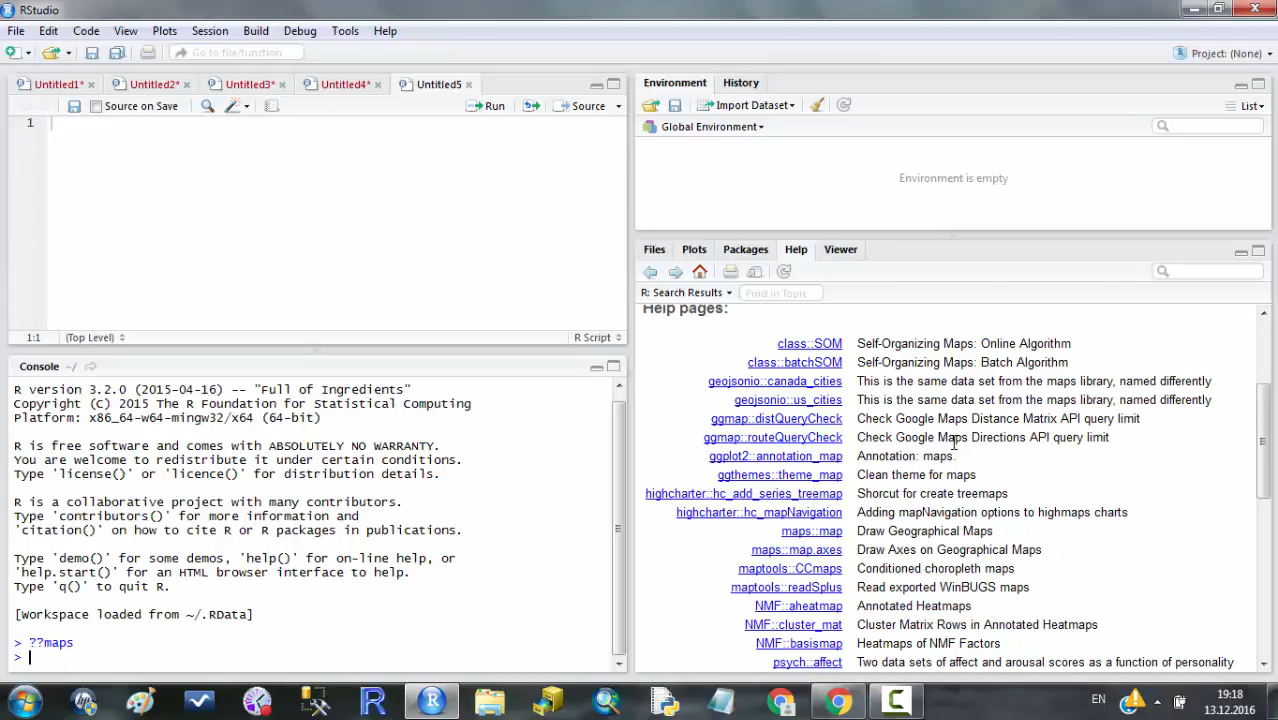 RStudio
File Edit Code View Plots Session Build Debug Tools Help
Go to file/function
Project: (None)
Untitled1* Untitled2* Untitled3* Untitled4* Untitled5
Source on Save Run Source
1
1:1 (Top Level) R Script
Console ~/
R version 3.2.0 (2015-04-16) -- "Full of Ingredients"
Copyright (C) 2015 The R Foundation for Statistical Computing
Platform: x86_64-w64-mingw32/x64 (64-bit)
R is free software and comes with ABSOLUTELY NO WARRANTY.
You are welcome to redistribute it under certain conditions.
Type 'license()' or 'licence()' for distribution details.
R is a collaborative project with many contributors.
Type 'contributors()' for more information and
'citation()' on how to cite R or R packages in publications.
Type 'demo()' for some demos, 'help()' for on-line help, or
'help.start()' for an HTML browser interface to help.
Type 'q()' to quit R.
[Workspace loaded from ~/.RData]
> ??maps
>
Environment History
Import Dataset List
Global Environment
Environment is empty
Files Plots Packages Help Viewer
R: Search Results Find in Topic
Help pages:
class::SOM Self-Organizing Maps: Online Algorithm
class::batchSOM Self-Organizing Maps: Batch Algorithm
geojsonio::canada_cities This is the same data set from the maps library, named differently
geojsonio::us_cities This is the same data set from the maps library, named differently
ggmap::distQueryCheck Check Google Maps Distance Matrix API query limit
ggmap::routeQueryCheck Check Google Maps Directions API query limit
ggplot2::annotation_map Annotation: maps.
ggthemes::theme_map Clean theme for maps
highcharter::hc_add_series_treemap Shorcut for create treemaps
highcharter::hc_mapNavigation Adding mapNavigation options to highmaps charts
maps::map Draw Geographical Maps
maps::map.axes Draw Axes on Geographical Maps
maptools::CCmaps Conditioned choropleth maps
maptools::readSplus Read exported WinBUGS maps
NMF::aheatmap Annotated Heatmaps
NMF::cluster_mat Cluster Matrix Rows in Annotated Heatmaps
NMF::basismap Heatmaps of NMF Factors
psych::affect Two data sets of affect and arousal scores as a function of personality
EN
19:18
13.12.2016